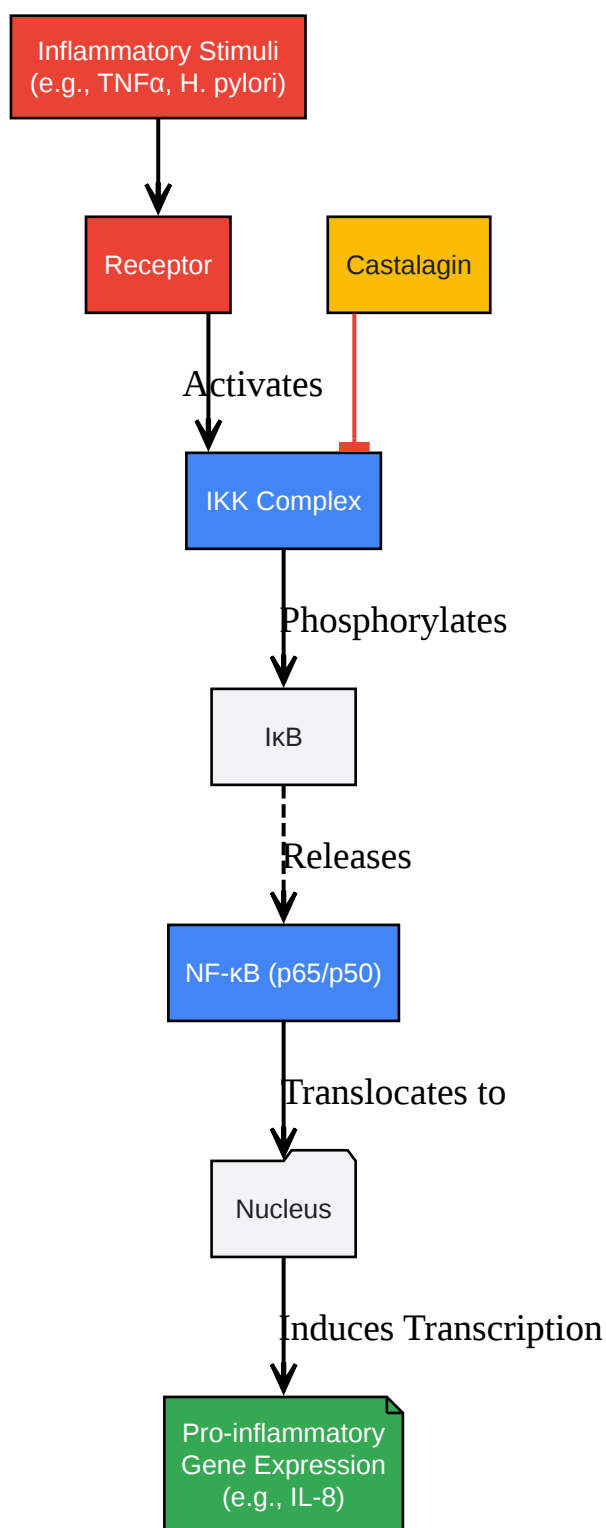 Inflammatory Stimuli
(e.g., TNFα, H. pylori)
Receptor
Castalagin
Activates
IKK Complex
Phosphorylates
IκB
Releases
NF-κB (p65/p50)
Translocates to
Nucleus
Induces Transcription
Pro-inflammatory
Gene Expression
(e.g., IL-8)